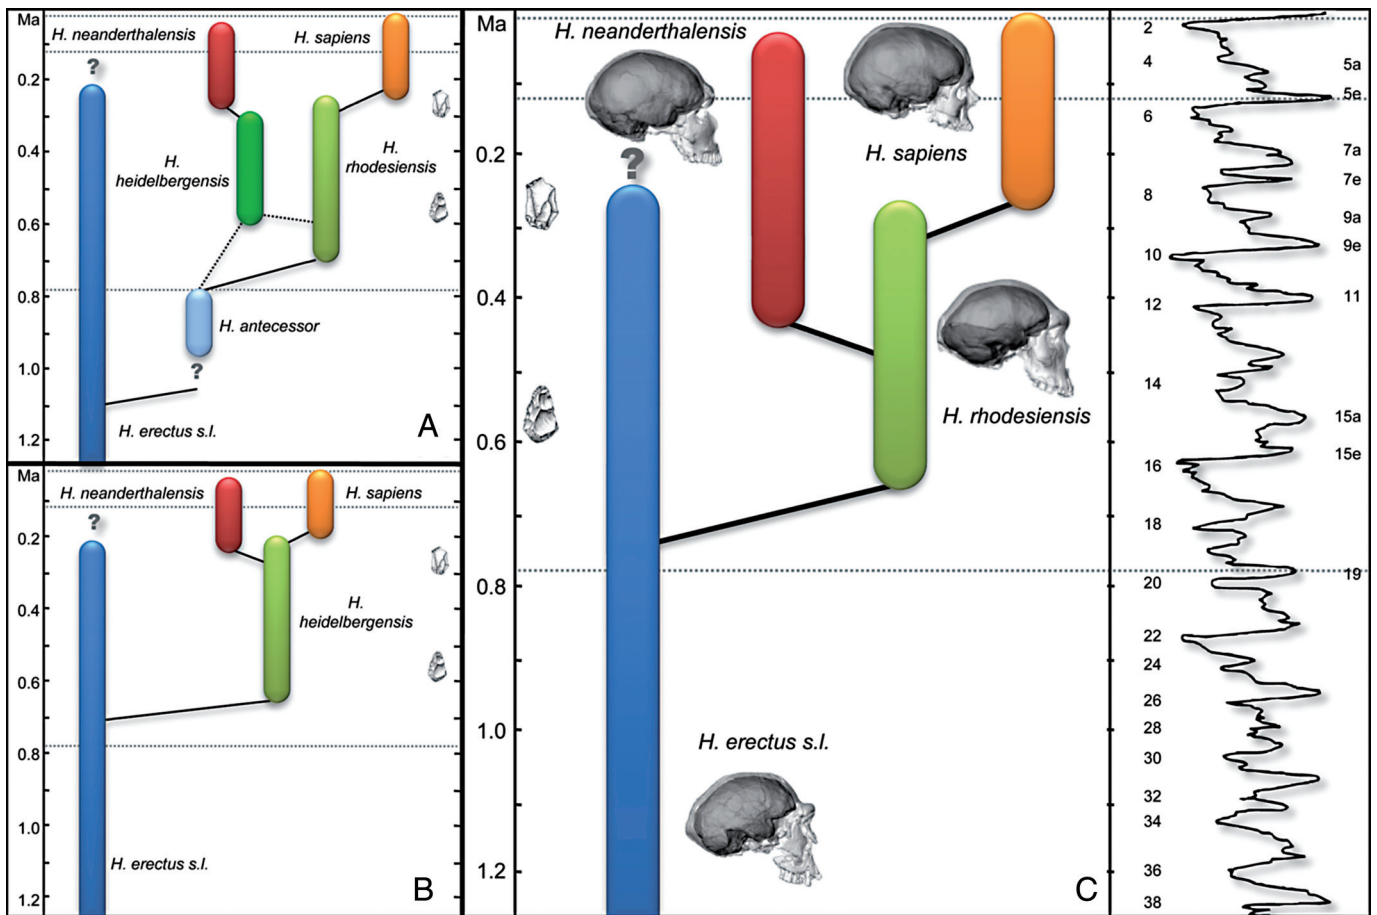 Ma
H. neanderthalensis
H. sapiens
?
0.2
0.4
H.
heidelbergensis
H.
rhodesiensis
0.6
0.8
H. antecessor
1.0
?
H. erectus s.l.
1.2
A
Ma
H. neanderthalensis
H. sapiens
?
0.2
0.4
H.
heidelbergensis
0.6
0.8
1.0
H. erectus s.l.
1.2
B
Ma
H. neanderthalensis
H. sapiens
?
0.2
0.4
H. rhodesiensis
0.6
0.8
1.0
H. erectus s.l.
1.2
C
2
4
5a
5e
6
7a
7e
8
9a
9e
10
11
12
14
15a
15e
16
18
19
20
22
24
26
28
30
32
34
36
38